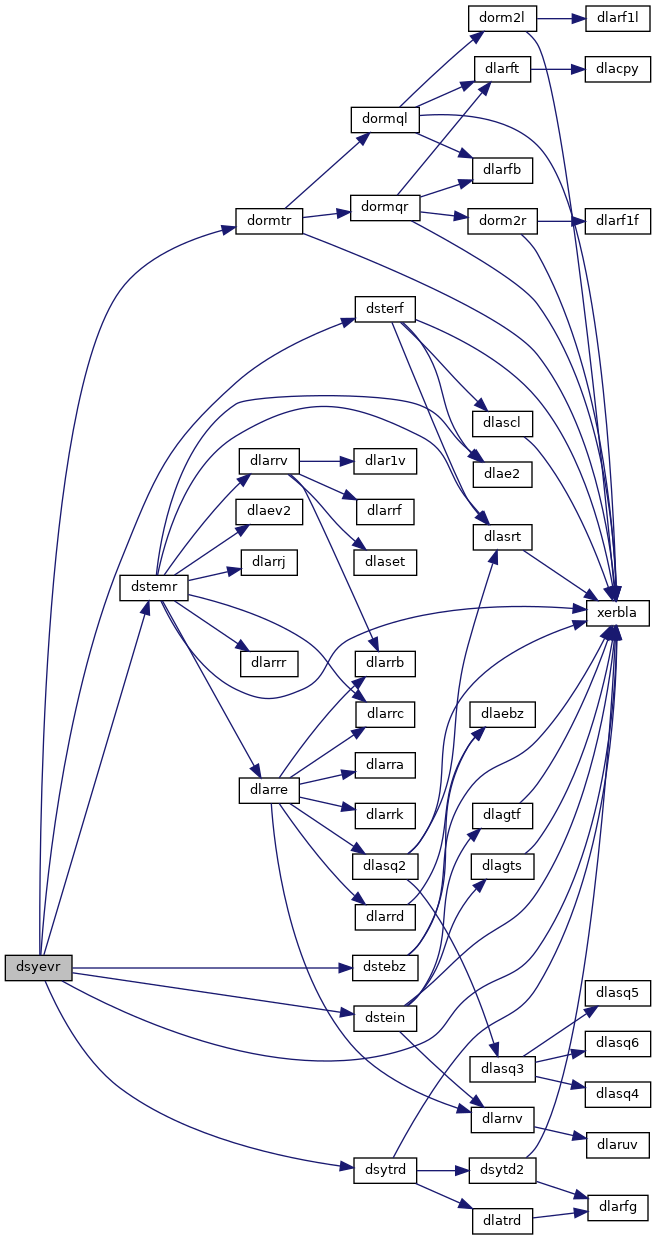 dorm2l
dlarf1l
dlarft
dlacpy
dormql
dlarfb
dormqr
dormtr
dorm2r
dlarf1f
dsterf
dlascl
dlarrv
dlar1v
dlae2
dlaev2
dlarrf
dlasrt
dlarrj
dlaset
dstemr
xerbla
dlarrr
dlarrb
dlarrc
dlaebz
dlarra
dlarre
dlarrk
dlagtf
dlasq2
dlagts
dlarrd
dsyevr
dstebz
dlasq5
dstein
dlasq6
dlasq3
dlasq4
dlarnv
dlaruv
dsytrd
dsytd2
dlarfg
dlatrd